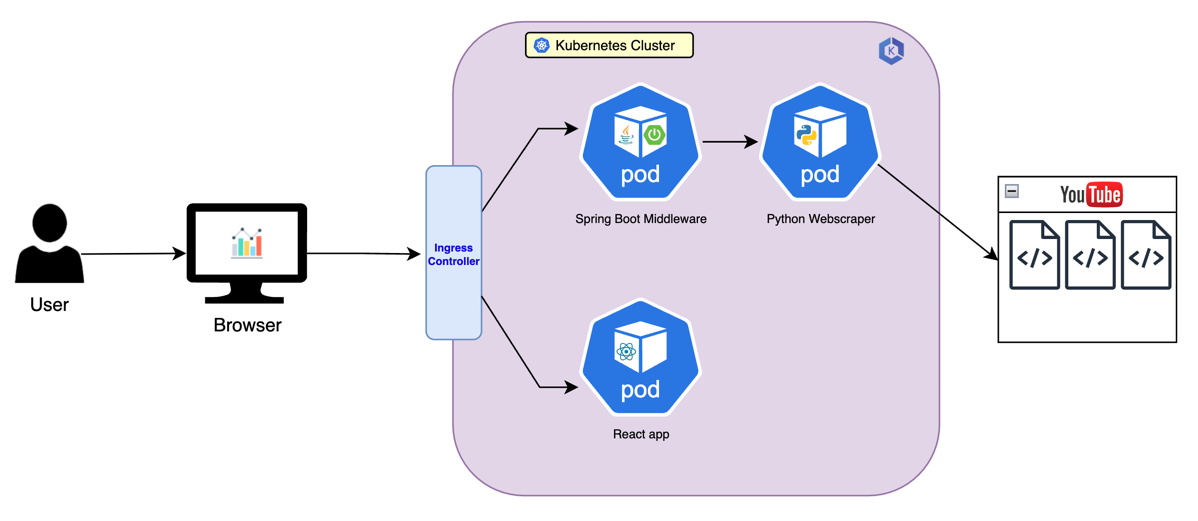 Kubernetes Cluster
K
pod
Spring Boot Middleware
pod
Python Webscraper
YouTube
</>
</>
</>
Ingress
Controller
User
Browser
pod
React app